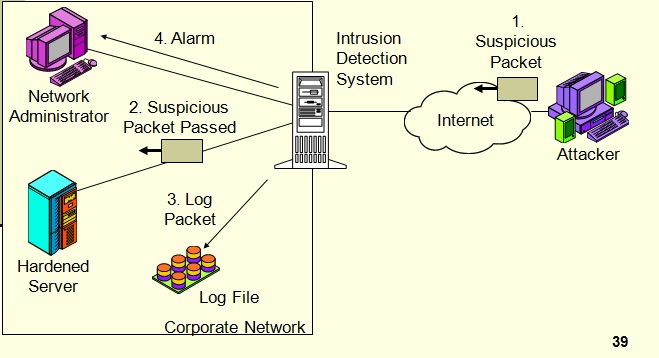 4. Alarm
Network
Administrator
2. Suspicious
Packet Passed
Intrusion
Detection
System
1.
Suspicious
Packet
Internet
Attacker
3. Log
Packet
Hardened
Server
Log File
Corporate Network
39